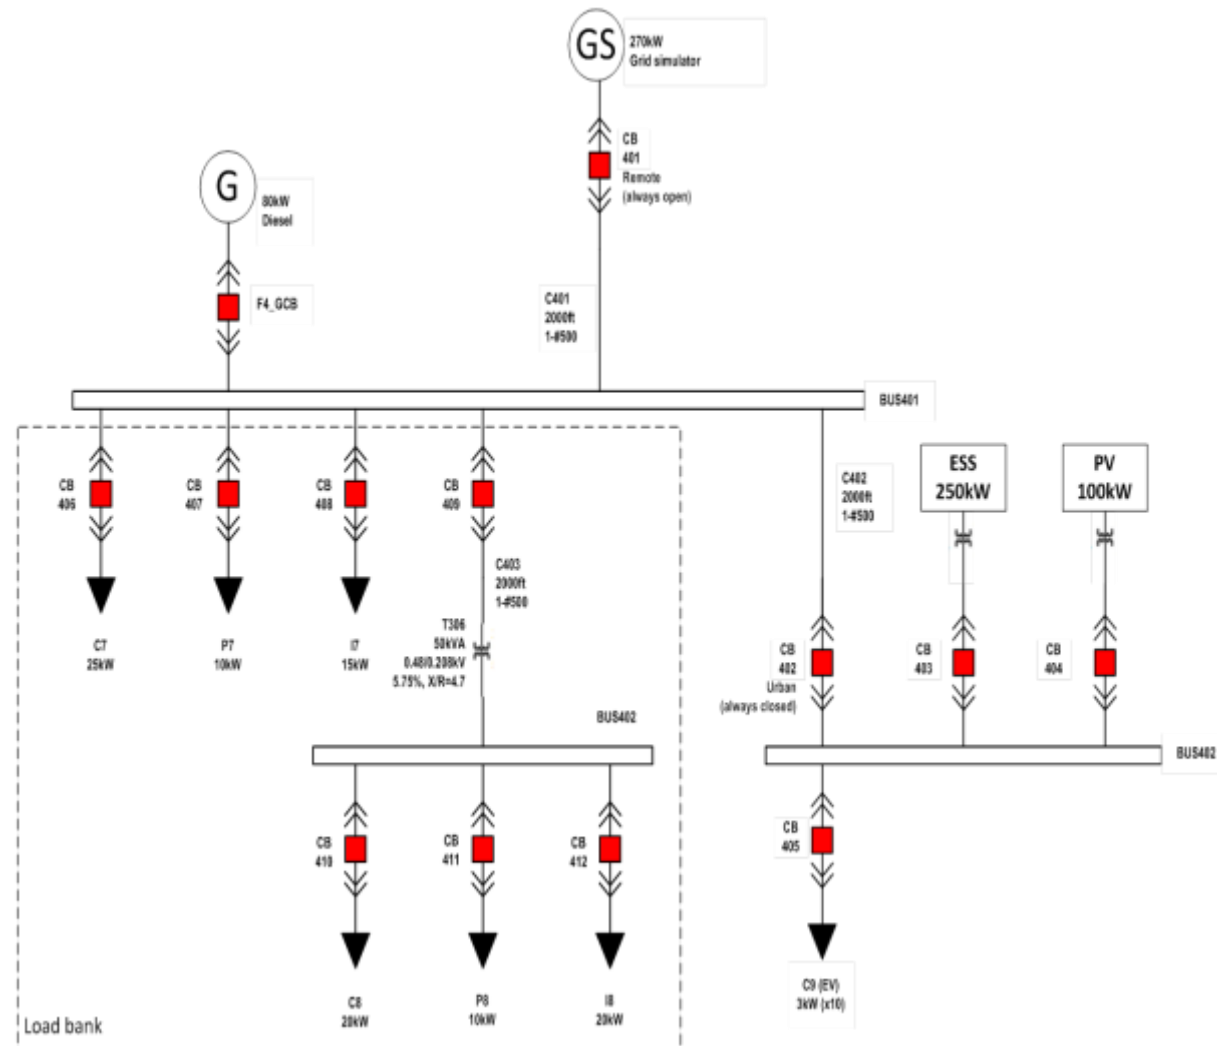 GS
270kW
Grid simulator
CB
401
Remote
(always open)
G
80kW
Diesel
F4_GCB
C401
2000ft
1-#500
BUS401
CB
406
CB
407
CB
408
CB
409
C402
2000ft
1-#500
ESS
250kW
PV
100kW
C403
2000ft
1-#500
C7
25kW
P7
10kW
I7
15kW
T306
50kVA
0.48/0.208kV
5.75%, X/R=4.7
CB
402
Urban
(always closed)
CB
403
CB
404
BUS402
BUS402
CB
410
CB
411
CB
412
CB
405
C8
20kW
P8
10kW
I8
20kW
C9 (EV)
3kW (x10)
Load bank